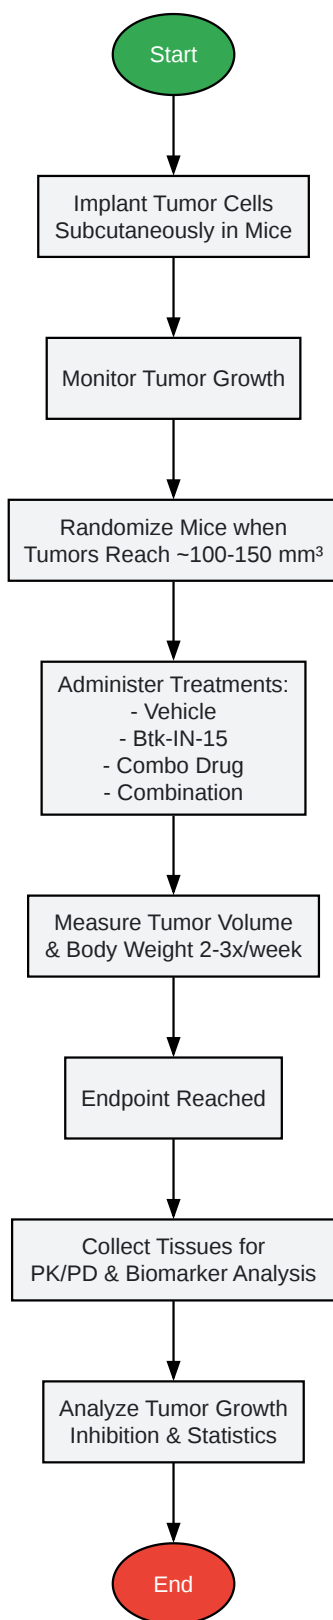 Start
Implant Tumor Cells
Subcutaneously in Mice
Monitor Tumor Growth
Randomize Mice when
Tumors Reach ~100-150 mm³
Administer Treatments:
- Vehicle
- Btk-IN-15
- Combo Drug
- Combination
Measure Tumor Volume
& Body Weight 2-3x/week
Endpoint Reached
Collect Tissues for
PK/PD & Biomarker Analysis
Analyze Tumor Growth
Inhibition & Statistics
End